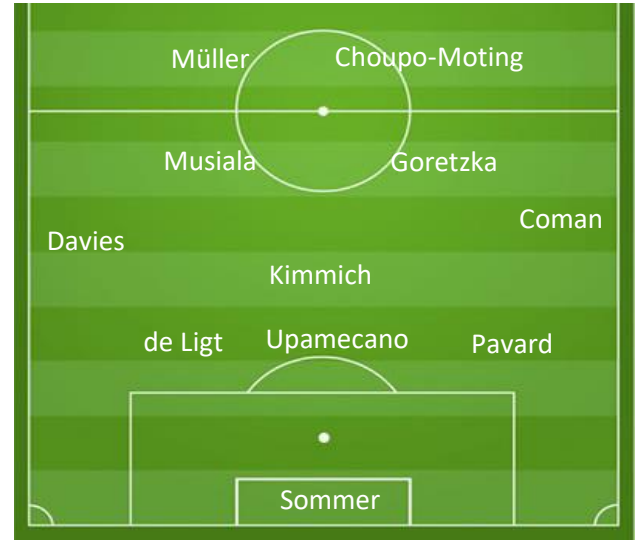 Müller Choupo-Moting
Musiala Goretzka
Coman
Davies
Kimmich
de Ligt Upamecano Pavard
Sommer